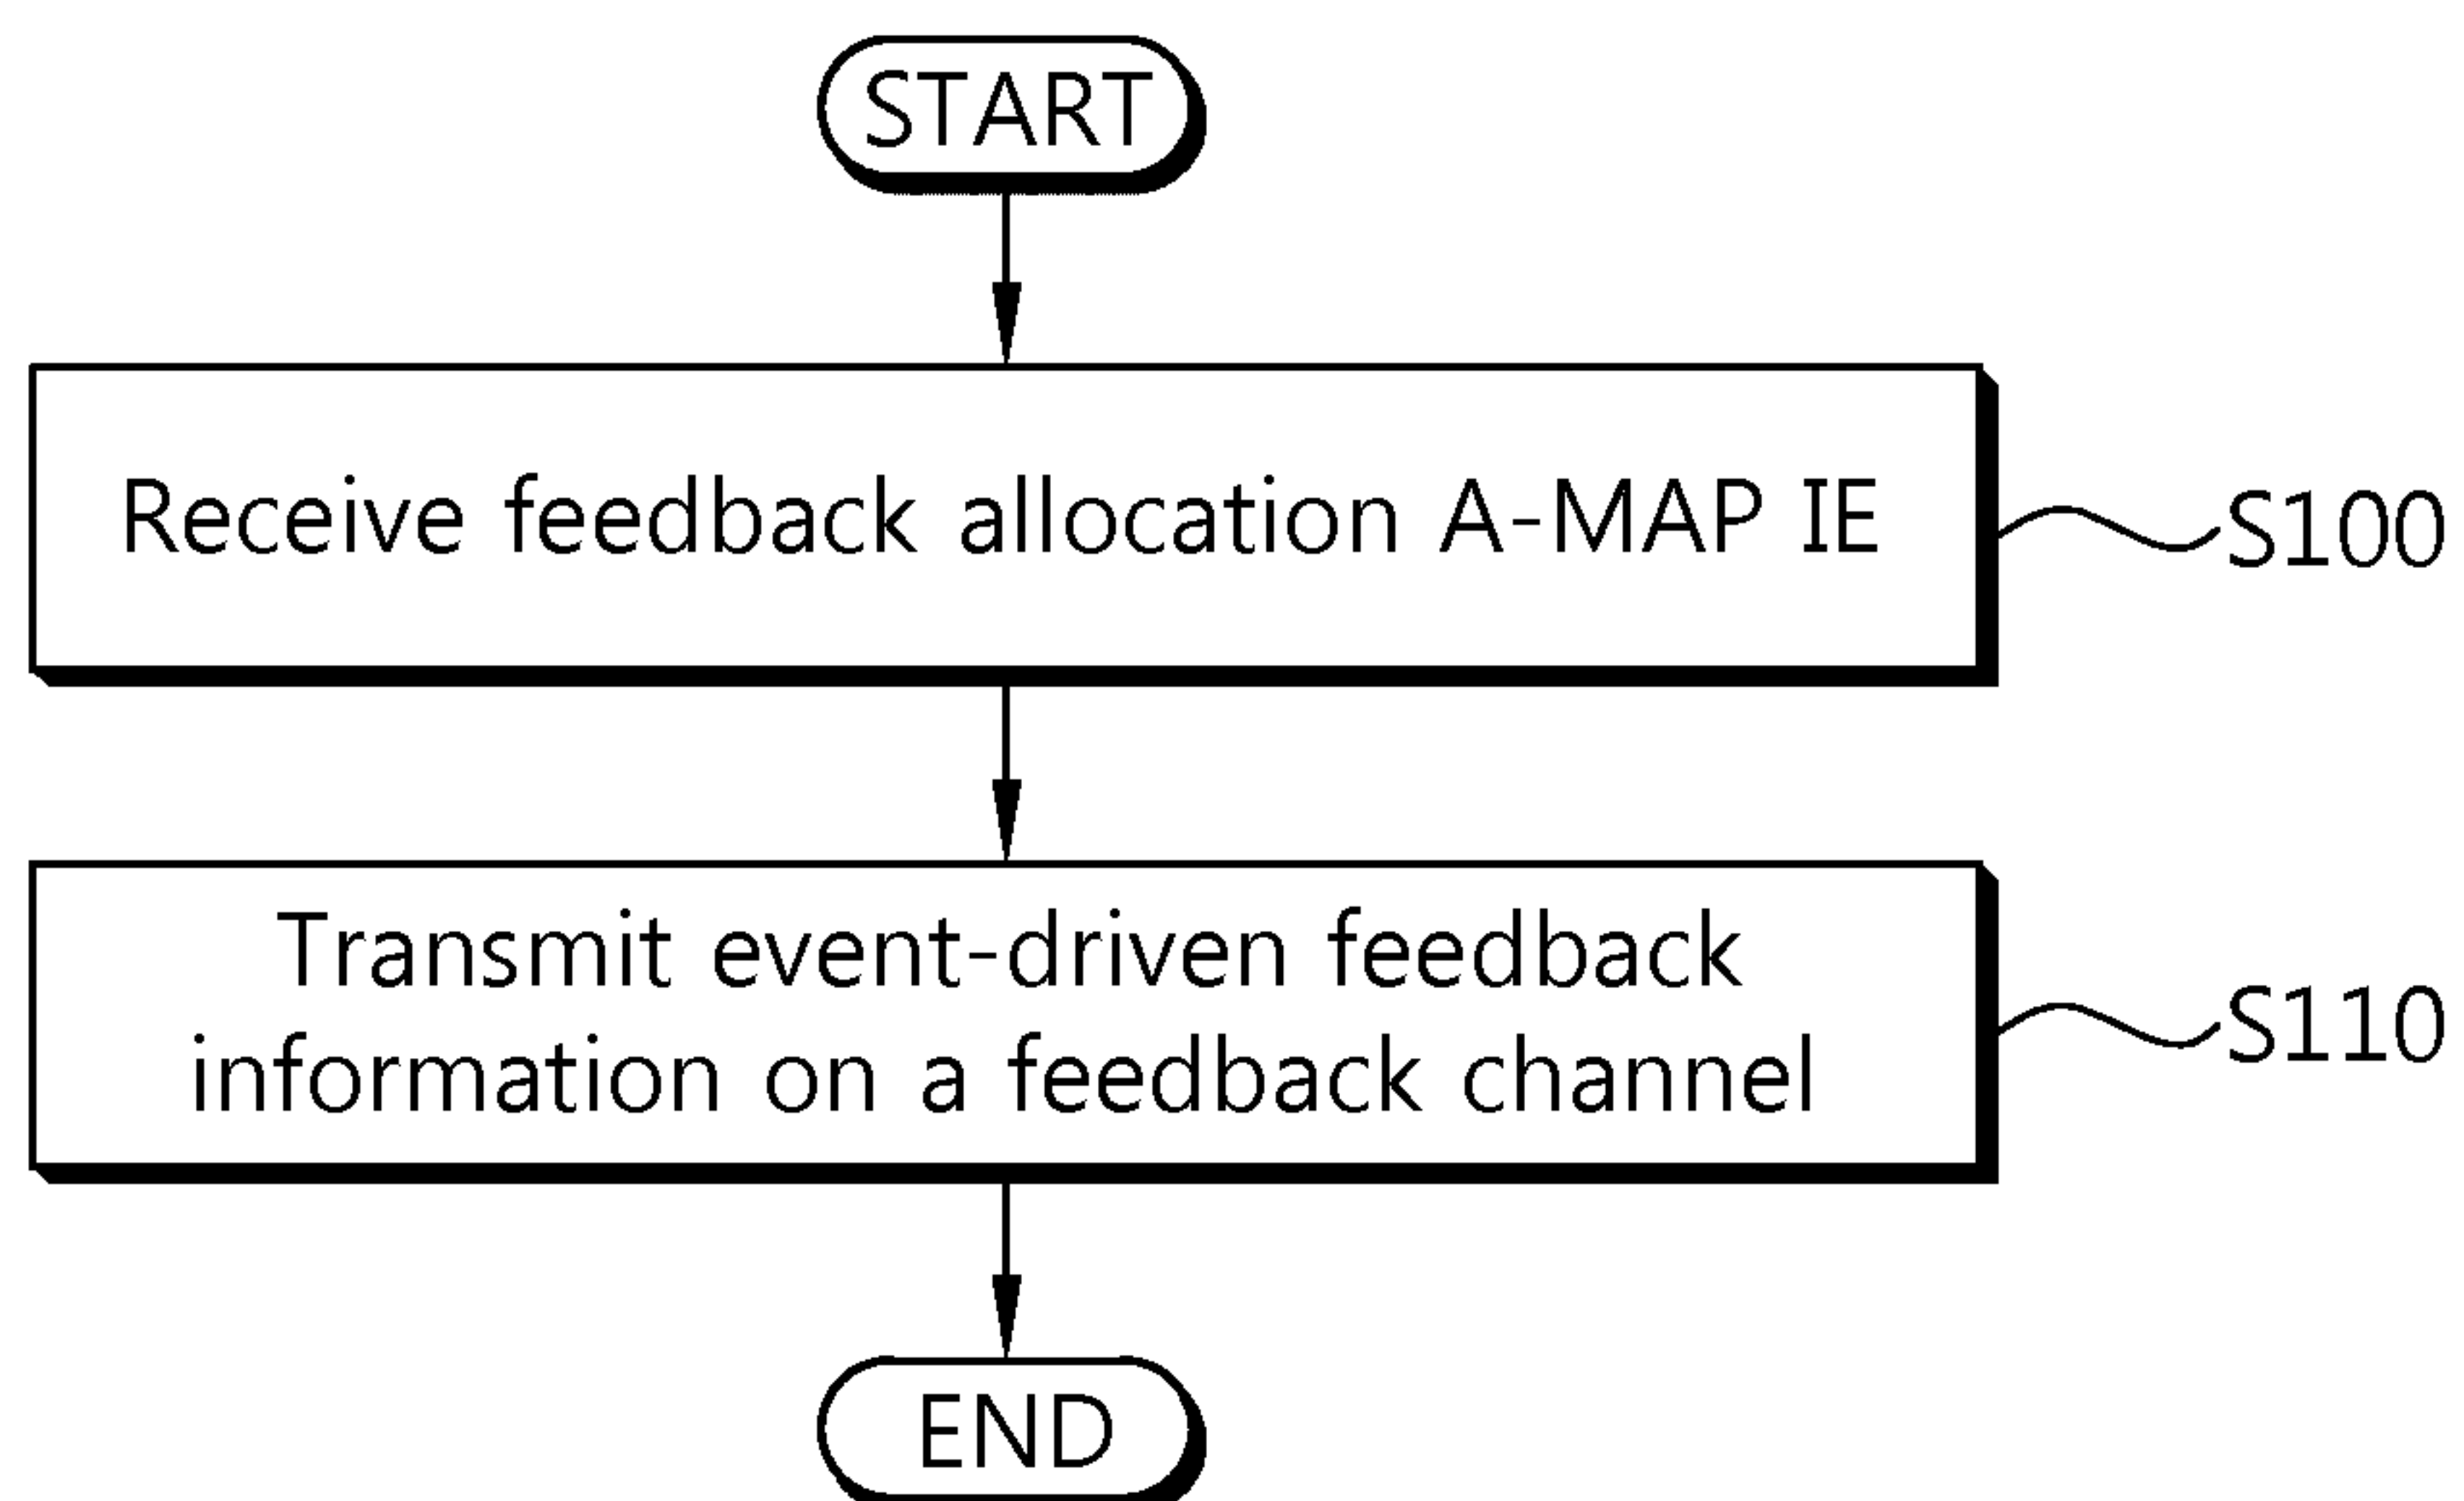 START
Receive feedback allocation A-MAP IE
S100
Transmit event-driven feedback
information on a feedback channel
S110
END